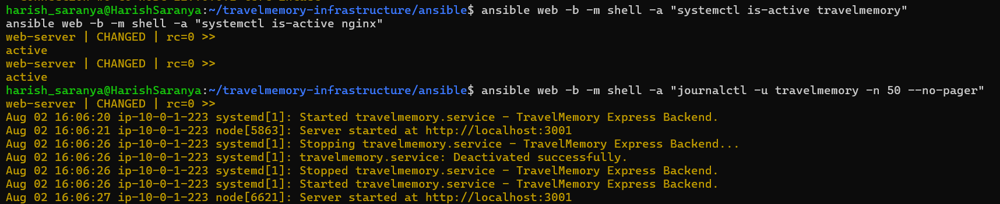 harish_saranya@HarishSaranya:~/travelmemory-infrastructure/ansible$ ansible web -b -m shell -a "systemctl is-active travelmemory"
ansible web -b -m shell -a "systemctl is-active nginx"
web-server | CHANGED | rc=0 >>
active
web-server | CHANGED | rc=0 >>
active
harish_saranya@HarishSaranya:~/travelmemory-infrastructure/ansible$ ansible web -b -m shell -a "journalctl -u travelmemory -n 50 --no-pager"
web-server | CHANGED | rc=0 >>
Aug 02 16:06:20 ip-10-0-1-223 systemd[1]: Started travelmemory.service - TravelMemory Express Backend.
Aug 02 16:06:21 ip-10-0-1-223 node[5863]: Server started at http://localhost:3001
Aug 02 16:06:26 ip-10-0-1-223 systemd[1]: Stopping travelmemory.service - TravelMemory Express Backend...
Aug 02 16:06:26 ip-10-0-1-223 systemd[1]: travelmemory.service: Deactivated successfully.
Aug 02 16:06:26 ip-10-0-1-223 systemd[1]: Stopped travelmemory.service - TravelMemory Express Backend.
Aug 02 16:06:26 ip-10-0-1-223 systemd[1]: Started travelmemory.service - TravelMemory Express Backend.
Aug 02 16:06:27 ip-10-0-1-223 node[6621]: Server started at http://localhost:3001